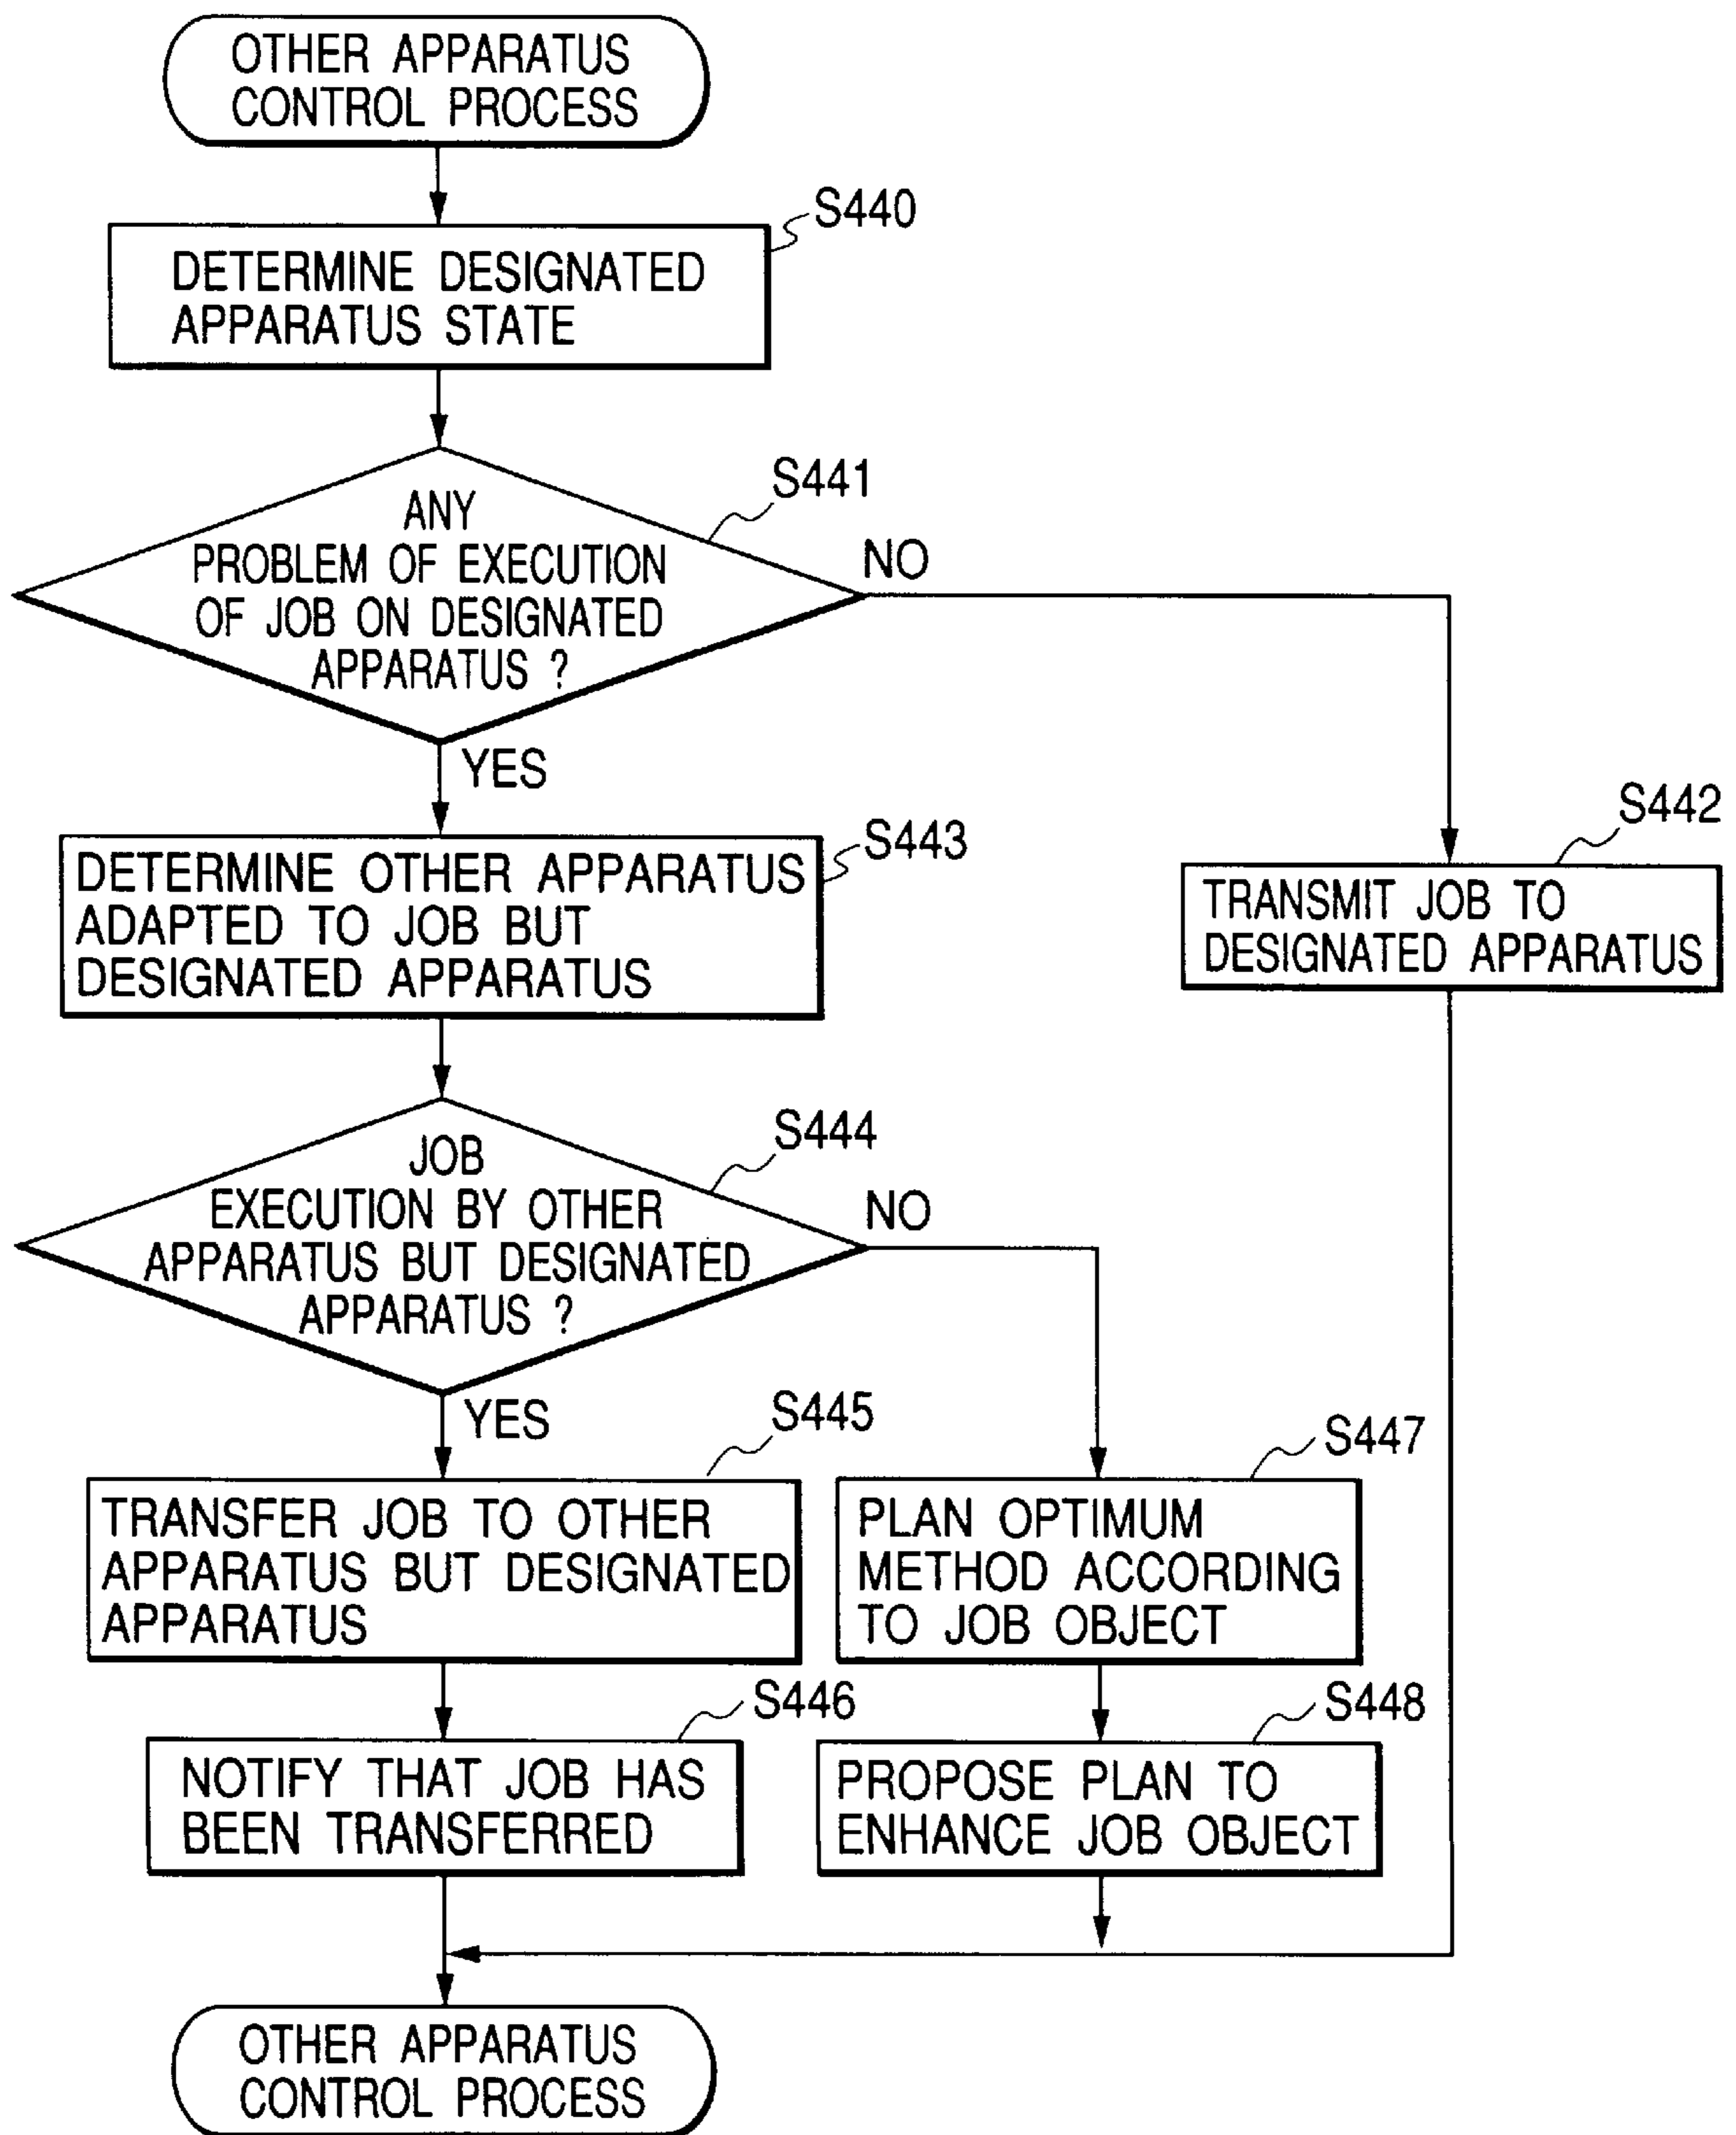 OTHER APPARATUS
CONTROL PROCESS
S440
DETERMINE DESIGNATED
APPARATUS STATE
S441
ANY
PROBLEM OF EXECUTION
OF JOB ON DESIGNATED
APPARATUS ?
NO
YES
S442
TRANSMIT JOB TO
DESIGNATED APPARATUS
S443
DETERMINE OTHER APPARATUS
ADAPTED TO JOB BUT
DESIGNATED APPARATUS
S444
JOB
EXECUTION BY OTHER
APPARATUS BUT DESIGNATED
APPARATUS ?
NO
YES
S445
TRANSFER JOB TO OTHER
APPARATUS BUT DESIGNATED
APPARATUS
S447
PLAN OPTIMUM
METHOD ACCORDING
TO JOB OBJECT
S446
NOTIFY THAT JOB HAS
BEEN TRANSFERRED
S448
PROPOSE PLAN TO
ENHANCE JOB OBJECT
OTHER APPARATUS
CONTROL PROCESS